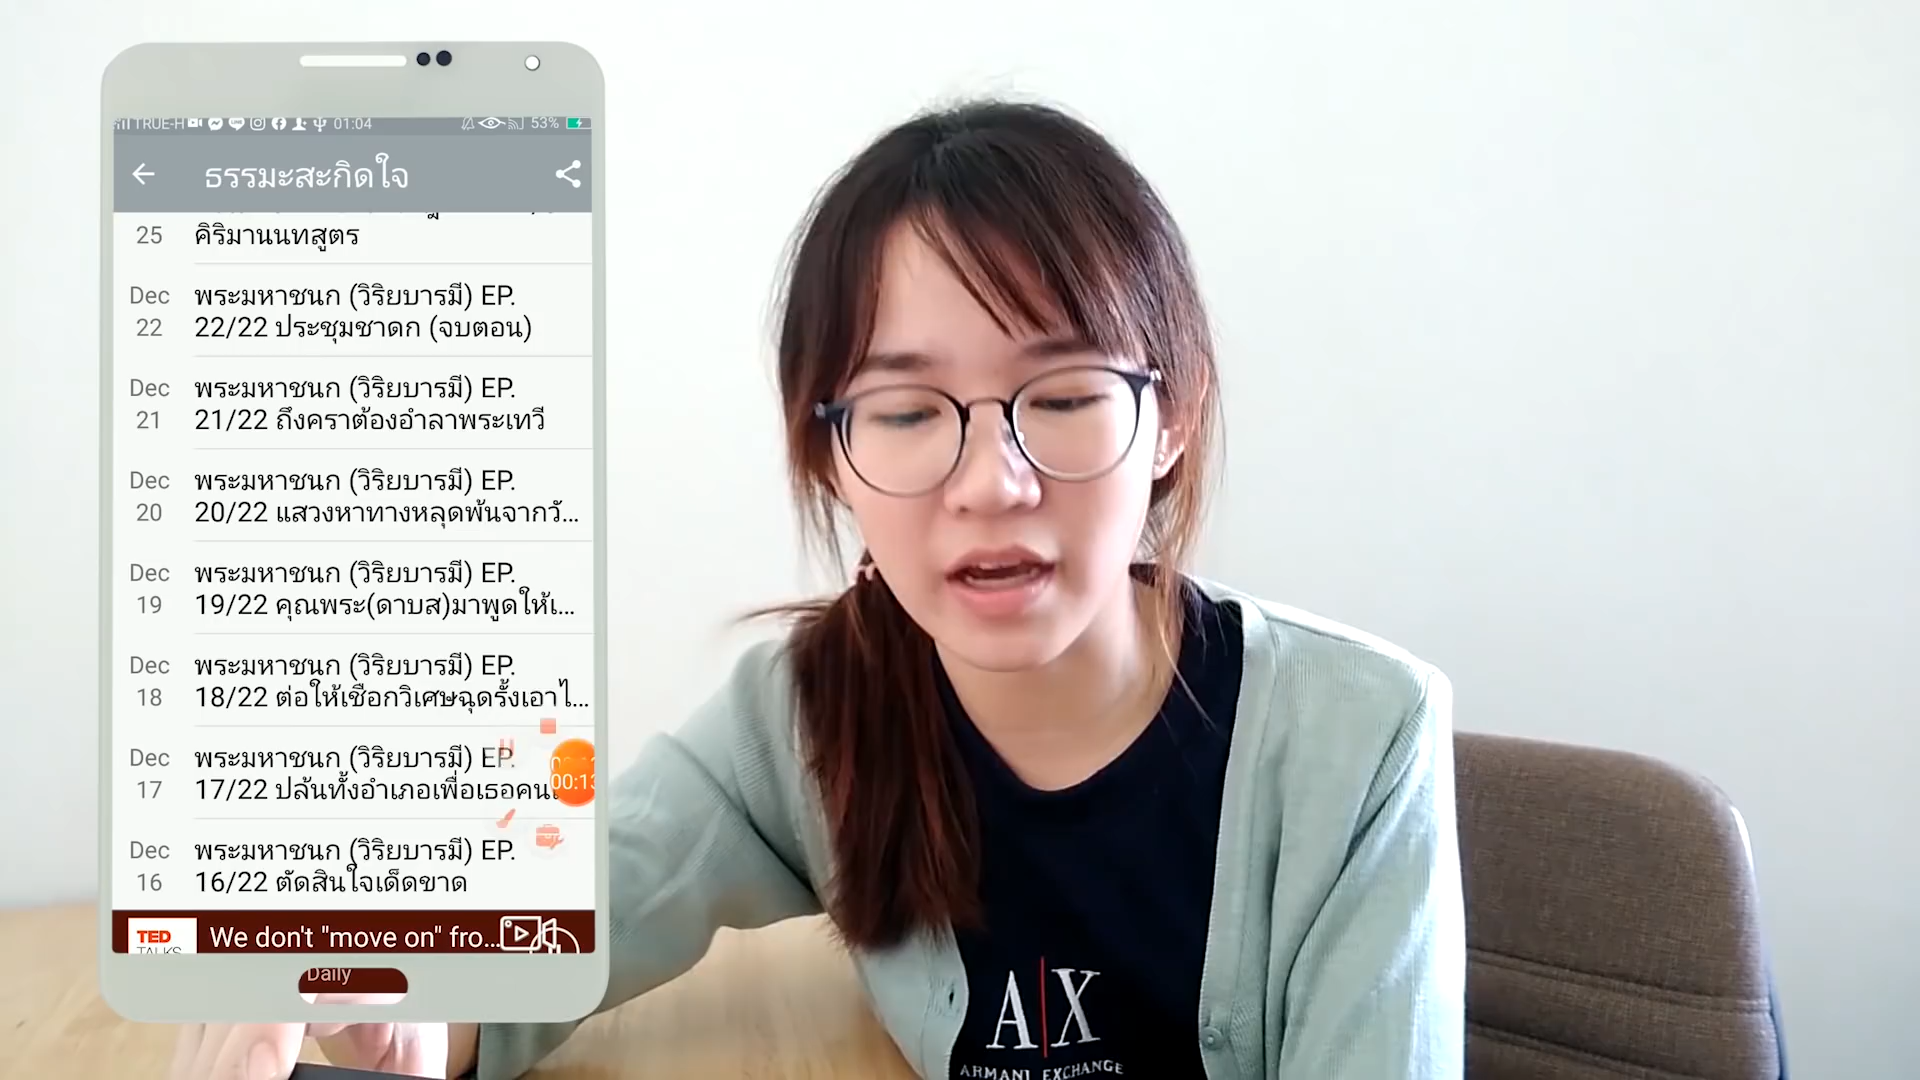 TRUE-H 01:04 53%
ธรรมะสะกิดใจ
25 คิริมานนทสูตร
Dec พระมหาชนก (วิริยบารมี) EP.
22 22/22 ประชุมชาดก (จบตอน)
Dec พระมหาชนก (วิริยบารมี) EP.
21 21/22 ถึงคราต้องอำลาพระเทวี
Dec พระมหาชนก (วิริยบารมี) EP.
20 20/22 แสวงหาทางหลุดพ้นจากวั...
Dec พระมหาชนก (วิริยบารมี) EP.
19 19/22 คุณพระ(ดาบส)มาพูดให้เ...
Dec พระมหาชนก (วิริยบารมี) EP.
18 18/22 ต่อให้เชือกวิเศษฉุดรั้งเอาไ...
Dec พระมหาชนก (วิริยบารมี) EP.
17 17/22 ปล้นทั้งอำเภอเพื่อเธอคน
00:13
Dec พระมหาชนก (วิริยบารมี) EP.
16 16/22 ตัดสินใจเด็ดขาด
TED
TALKS
We don't "move on" fro...
Daily
A|X
ARMANI EXCHANGE